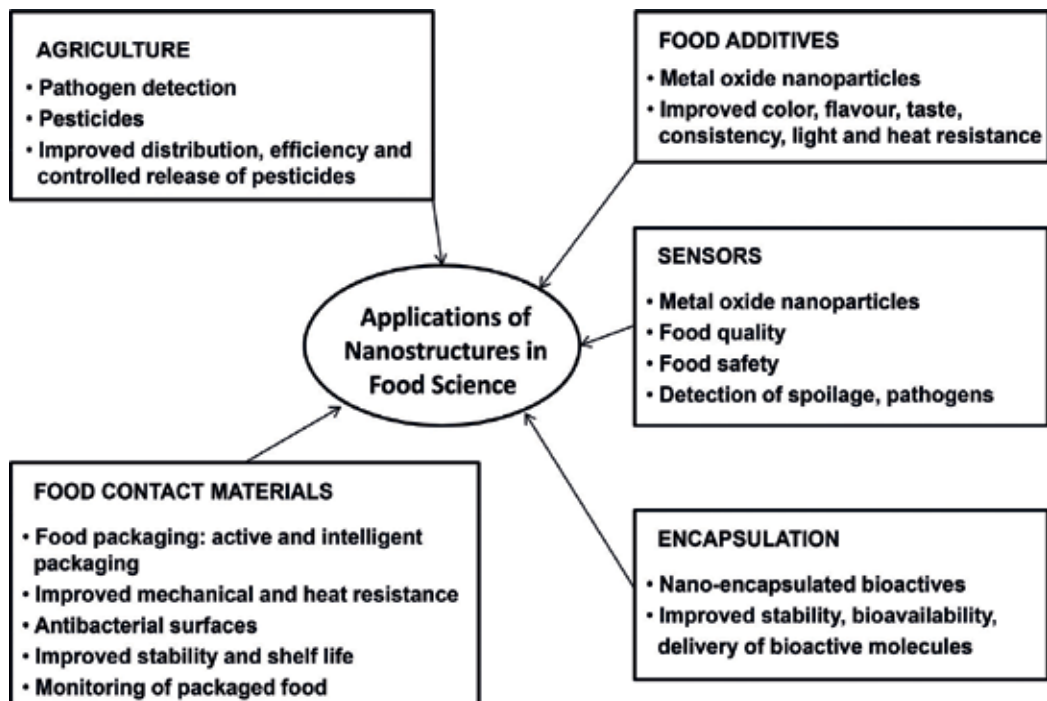 AGRICULTURE
• Pathogen detection
• Pesticides
• Improved distribution, efficiency and
controlled release of pesticides
FOOD ADDITIVES
• Metal oxide nanoparticles
• Improved color, flavour, taste,
consistency, light and heat resistance
SENSORS
• Metal oxide nanoparticles
• Food quality
• Food safety
• Detection of spoilage, pathogens
Applications of
Nanostructures in
Food Science
FOOD CONTACT MATERIALS
• Food packaging: active and intelligent
packaging
• Improved mechanical and heat resistance
• Antibacterial surfaces
• Improved stability and shelf life
• Monitoring of packaged food
ENCAPSULATION
• Nano-encapsulated bioactives
• Improved stability, bioavailability,
delivery of bioactive molecules